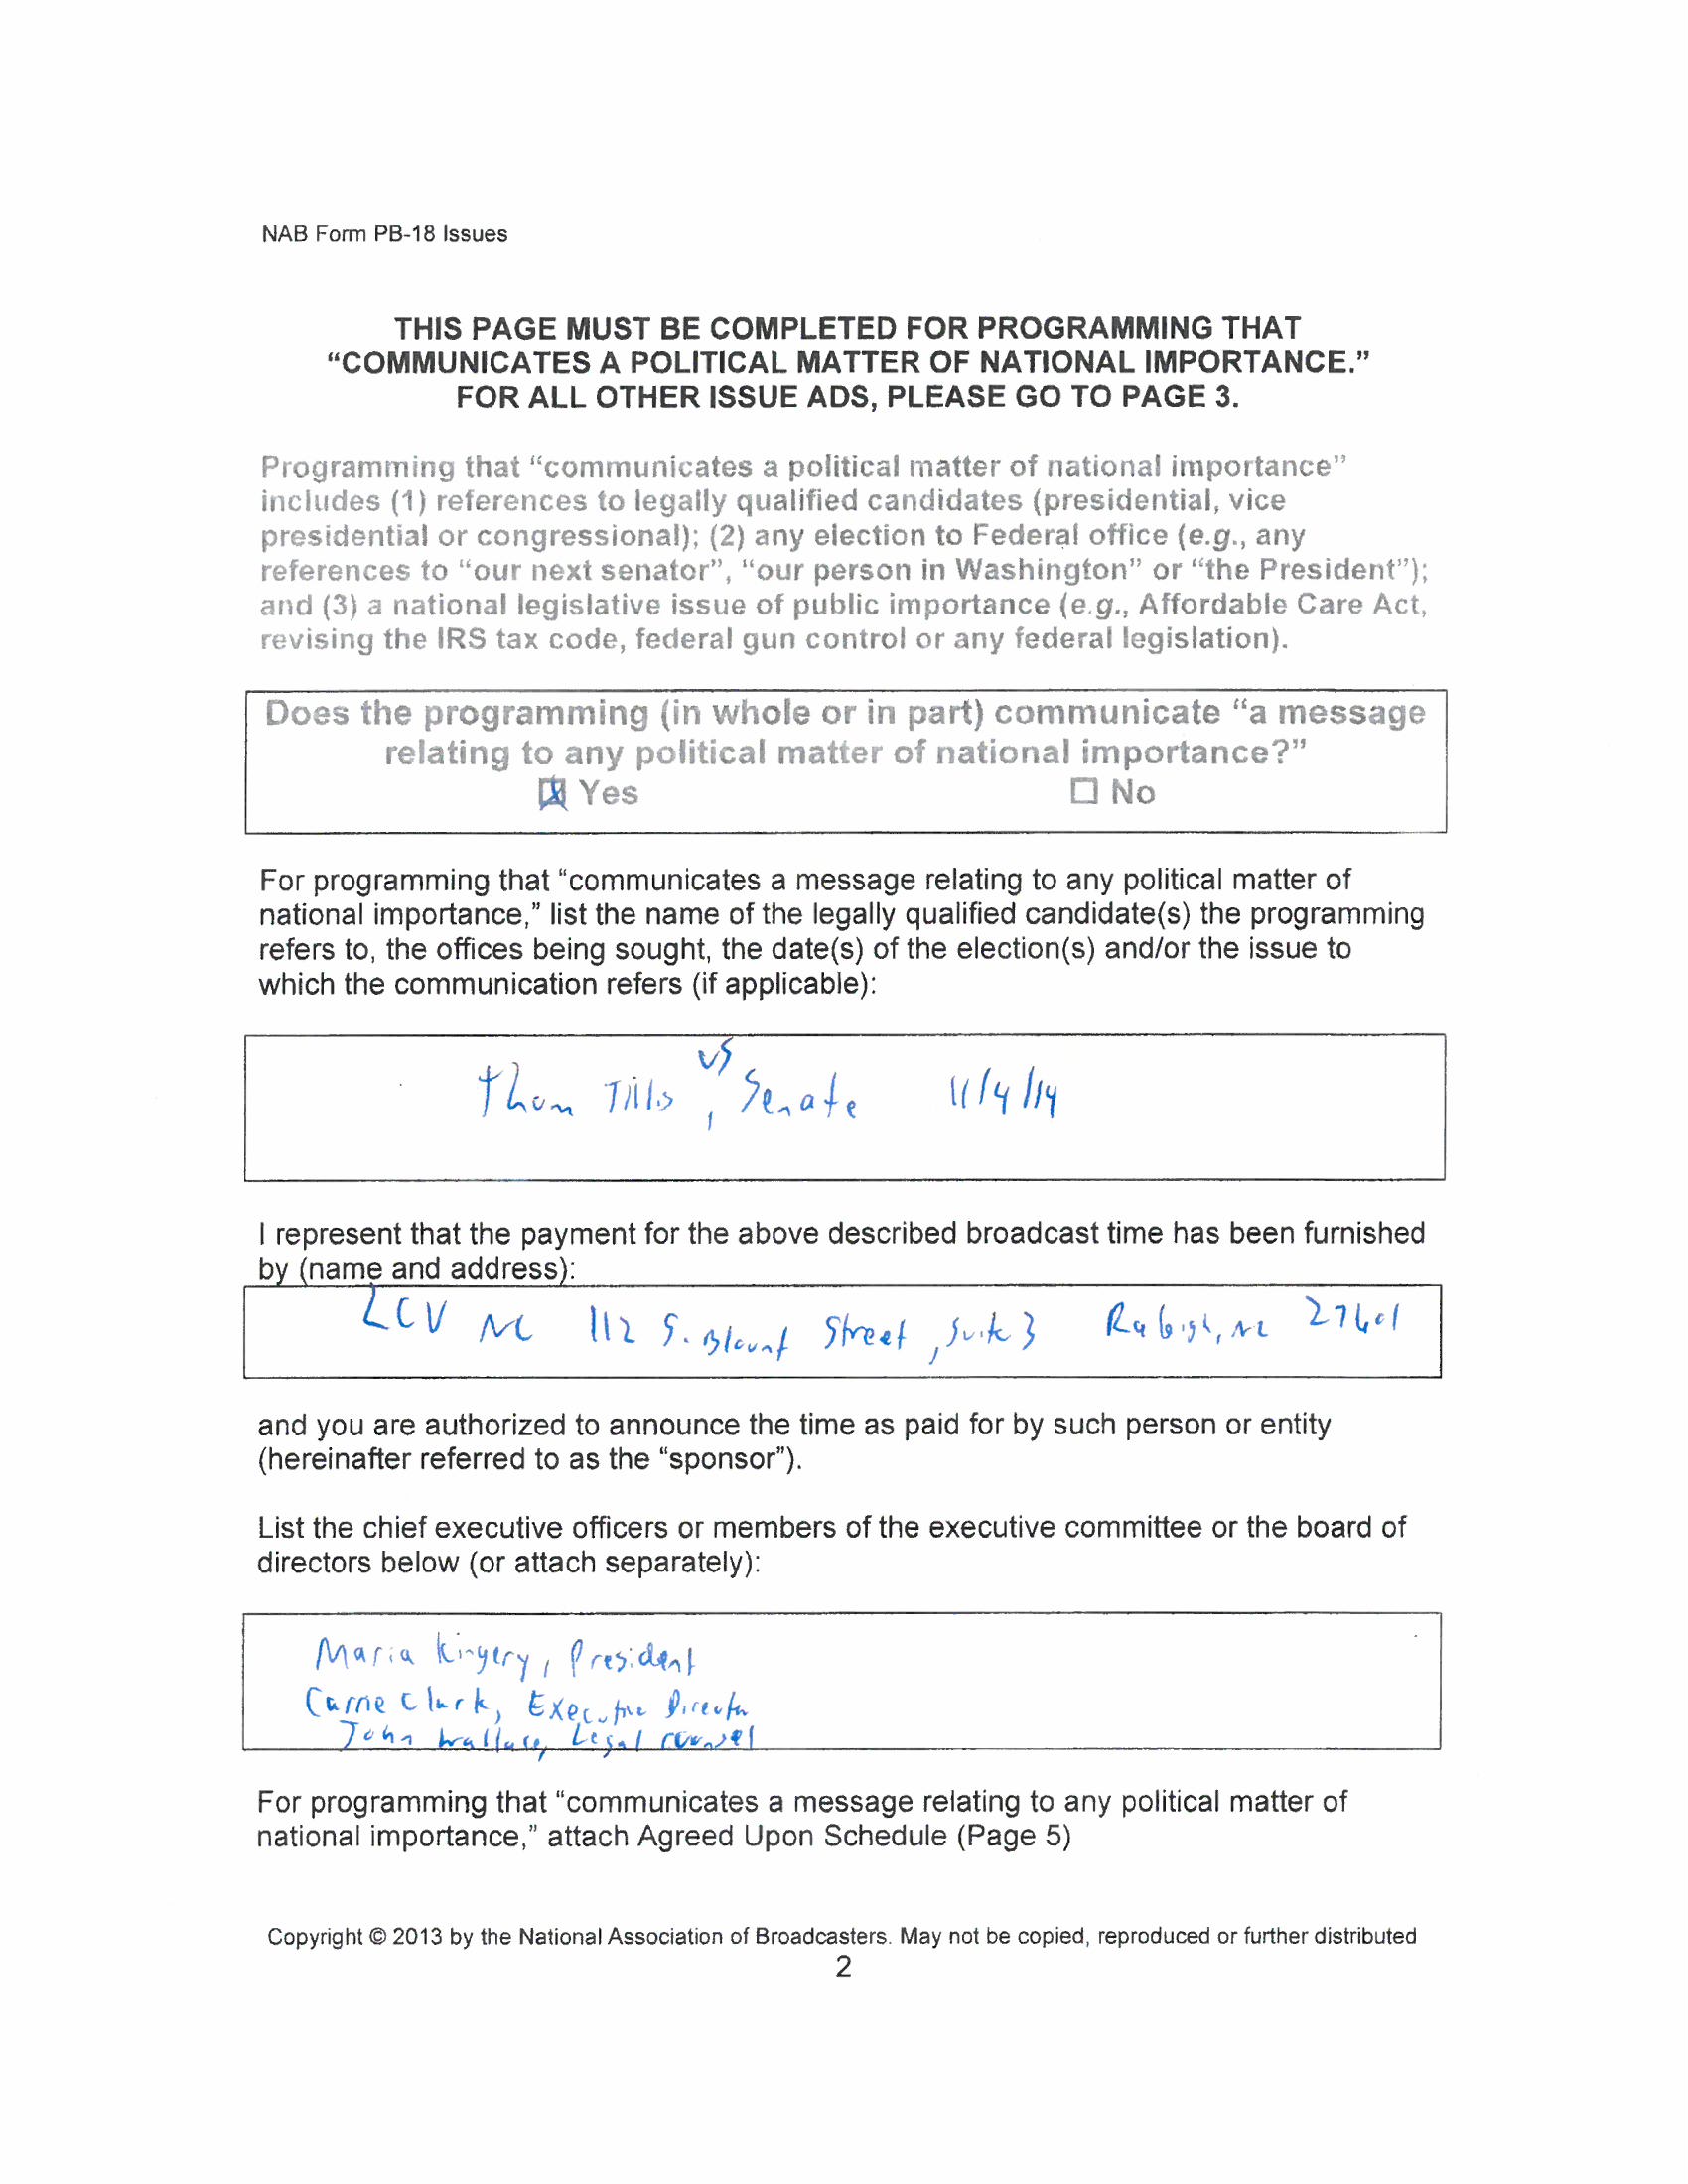 NAB Form PB-18 Issues
THIS PAGE MUST BE COMPLETED FOR PROGRAMMING THAT
“COMMUNICATES A POLITICAL MATTER OF NATIONAL IMPORTANCE.”
FOR ALL OTHER ISSUE ADS, PLEASE GO TO PAGE 3.
Programming that “communicates a political matter of national importance”
includes (1) references to legally qualified candidates (presidential, vice
presidential or congressional); (2) any election to Federal office (e.g., any
references to “our next senator”, “our person in Washington” or “the President”);
and (3) a national legislative issue of public importance (e.g., Affordable Care Act,
revising the IRS tax code, federal gun control or any federal legislation).
Does the programming (in whole or in part) communicate “a message
relating to any political matter of national importance?”
☒ Yes ☐ No
For programming that “communicates a message relating to any political matter of
national importance,” list the name of the legally qualified candidate(s) the programming
refers to, the offices being sought, the date(s) of the election(s) and/or the issue to
which the communication refers (if applicable):
Thom Tillis, US Senate 11/4/14
I represent that the payment for the above described broadcast time has been furnished
by (name and address):
LCV NC 112 S. Blount Street, Suite 3 Raleigh, NC 27601
and you are authorized to announce the time as paid for by such person or entity
(hereinafter referred to as the “sponsor”).
List the chief executive officers or members of the executive committee or the board of
directors below (or attach separately):
Maria Kingery, President
Carrie Clark, Executive Director
John Wallace, Legal counsel
For programming that “communicates a message relating to any political matter of
national importance,” attach Agreed Upon Schedule (Page 5)
Copyright © 2013 by the National Association of Broadcasters. May not be copied, reproduced or further distributed
2